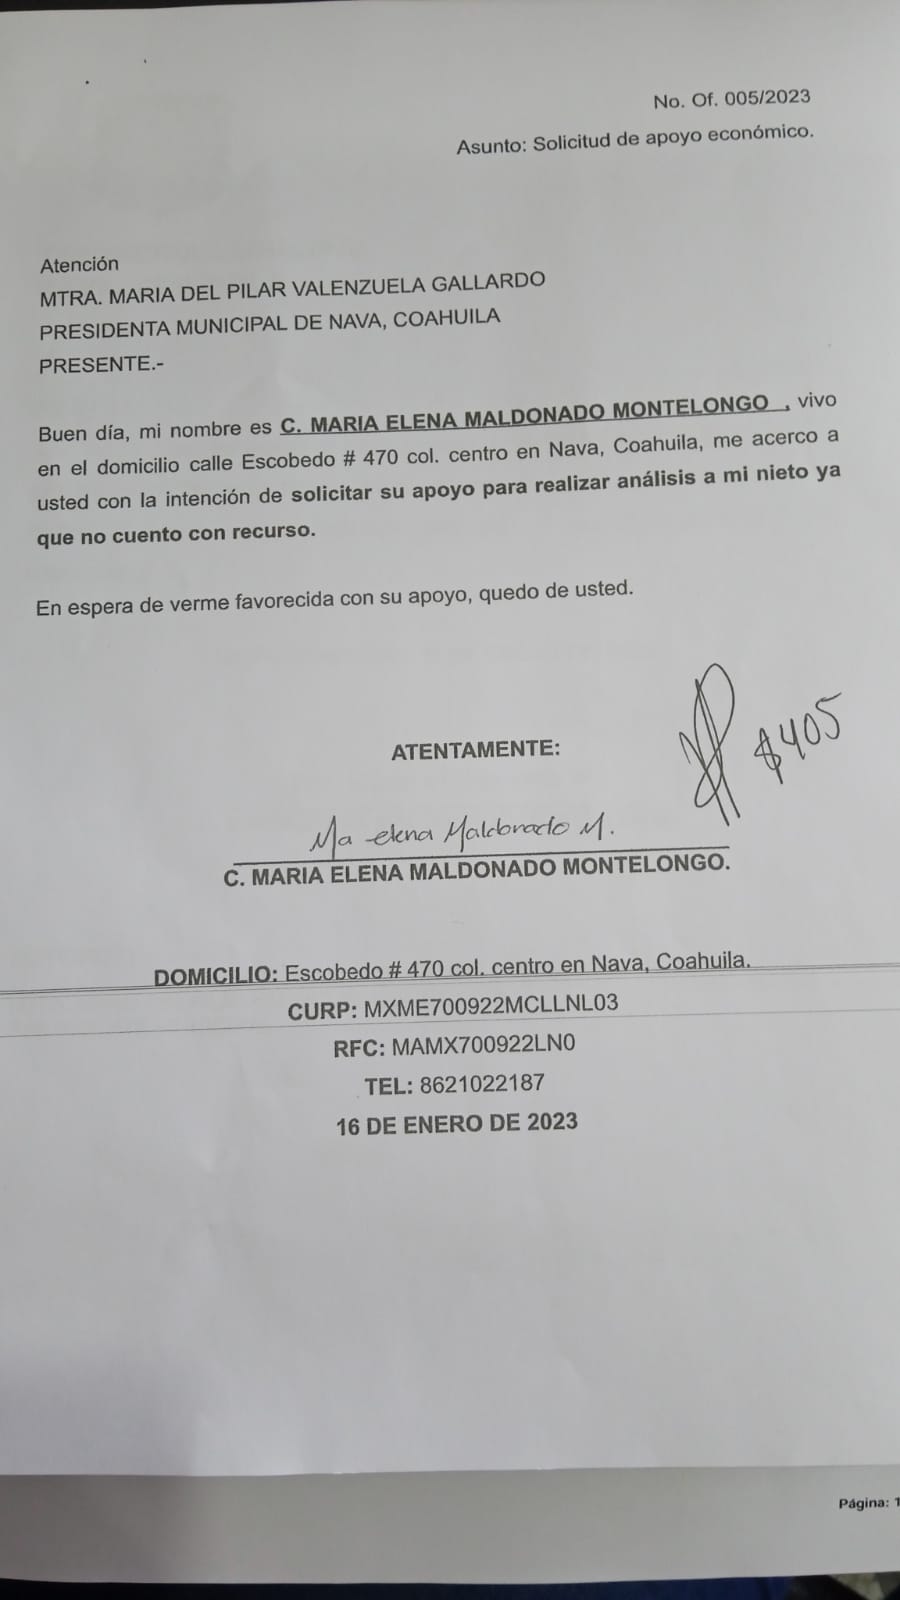 No. Of. 005/2023
Asunto: Solicitud de apoyo económico.
Atención
MTRA. MARIA DEL PILAR VALENZUELA GALLARDO
PRESIDENTA MUNICIPAL DE NAVA, COAHUILA
PRESENTE.-
Buen día, mi nombre es C. MARIA ELENA MALDONADO MONTELONGO , vivo
en el domicilio calle Escobedo # 470 col. centro en Nava, Coahuila, me acerco a
usted con la intención de solicitar su apoyo para realizar análisis a mi nieto ya
que no cuento con recurso.
En espera de verme favorecida con su apoyo, quedo de usted.
$405
ATENTAMENTE:
Ma elena Maldonado M.
C. MARIA ELENA MALDONADO MONTELONGO.
DOMICILIO: Escobedo # 470 col. centro en Nava, Coahuila.
CURP: MXME700922MCLLNL03
RFC: MAMX700922LN0
TEL: 8621022187
16 DE ENERO DE 2023
Página: 1